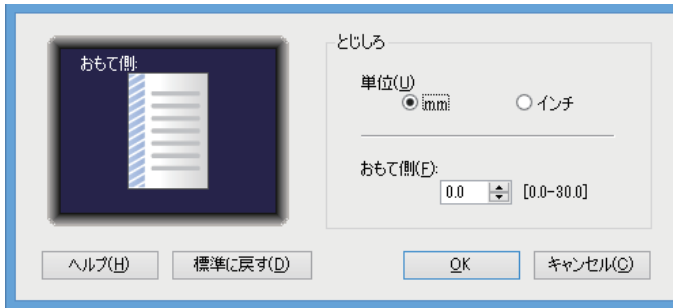 おもて側:
とじしろ
単位(U)
mm
インチ
おもて側(F):
0.0 [0.0-30.0]
ヘルプ(H) 標準に戻す(D) OK キャンセル(C)